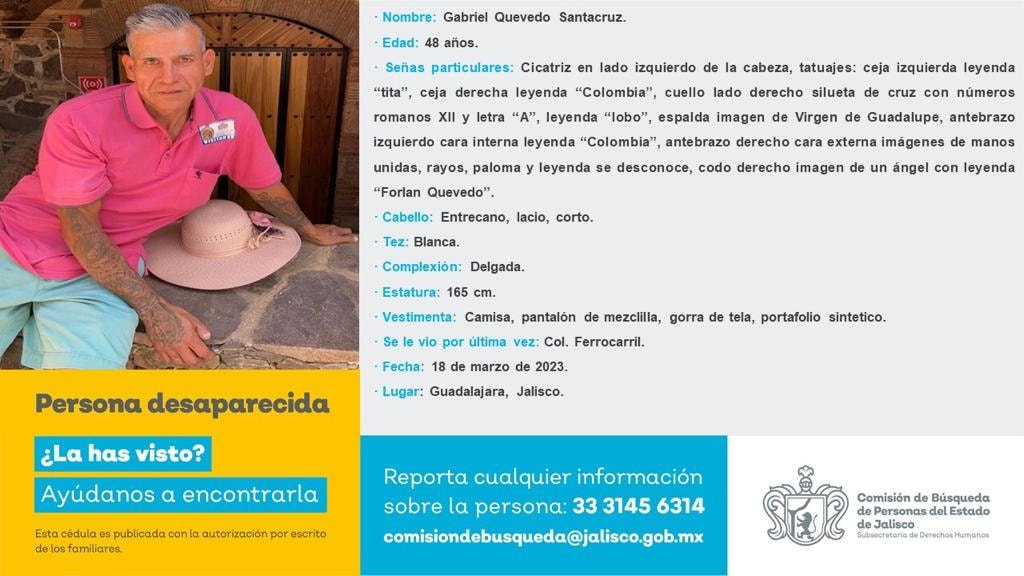 · Nombre: Gabriel Quevedo Santacruz.
· Edad: 48 años.
· Señas particulares: Cicatriz en lado izquierdo de la cabeza, tatuajes: ceja izquierda leyenda
“tita”, ceja derecha leyenda “Colombia”, cuello lado derecho silueta de cruz con números
romanos XII y letra “A”, leyenda “lobo”, espalda imagen de Virgen de Guadalupe, antebrazo
izquierdo cara interna leyenda “Colombia”, antebrazo derecho cara externa imágenes de manos
unidas, rayos, paloma y leyenda se desconoce, codo derecho imagen de un ángel con leyenda
“Forlan Quevedo”.
· Cabello: Entrecano, lacio, corto.
· Tez: Blanca.
· Complexión: Delgada.
· Estatura: 165 cm.
· Vestimenta: Camisa, pantalón de mezclilla, gorra de tela, portafolio sintetico.
· Se le vio por última vez: Col. Ferrocarril.
· Fecha: 18 de marzo de 2023.
· Lugar: Guadalajara, Jalisco.
Persona desaparecida
¿La has visto?
Ayúdanos a encontrarla
Esta cédula es publicada con la autorización por escrito
de los familiares.
Reporta cualquier información
sobre la persona: 33 3145 6314
comisiondebusqueda@jalisco.gob.mx
Comisión de Búsqueda
de Personas del Estado
de Jalisco
Subsecretaría de Derechos Humanos